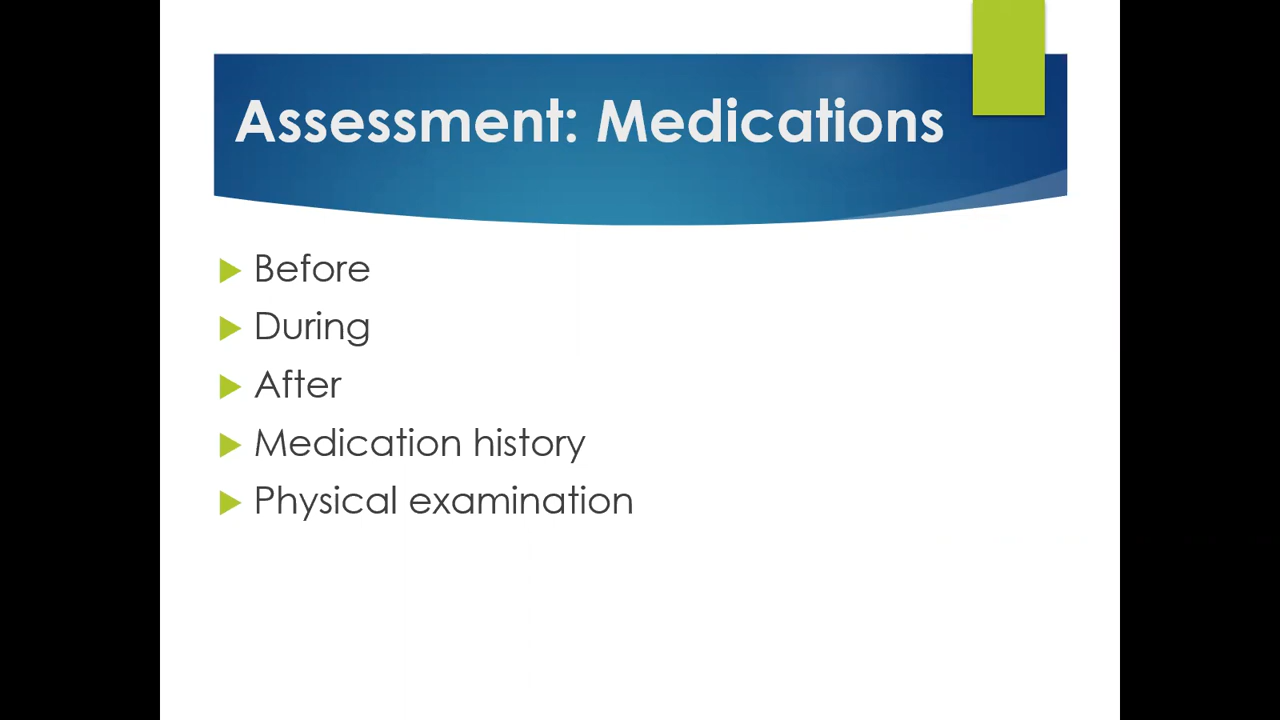 Assessment: Medications
Before
During
After
Medication history
Physical examination